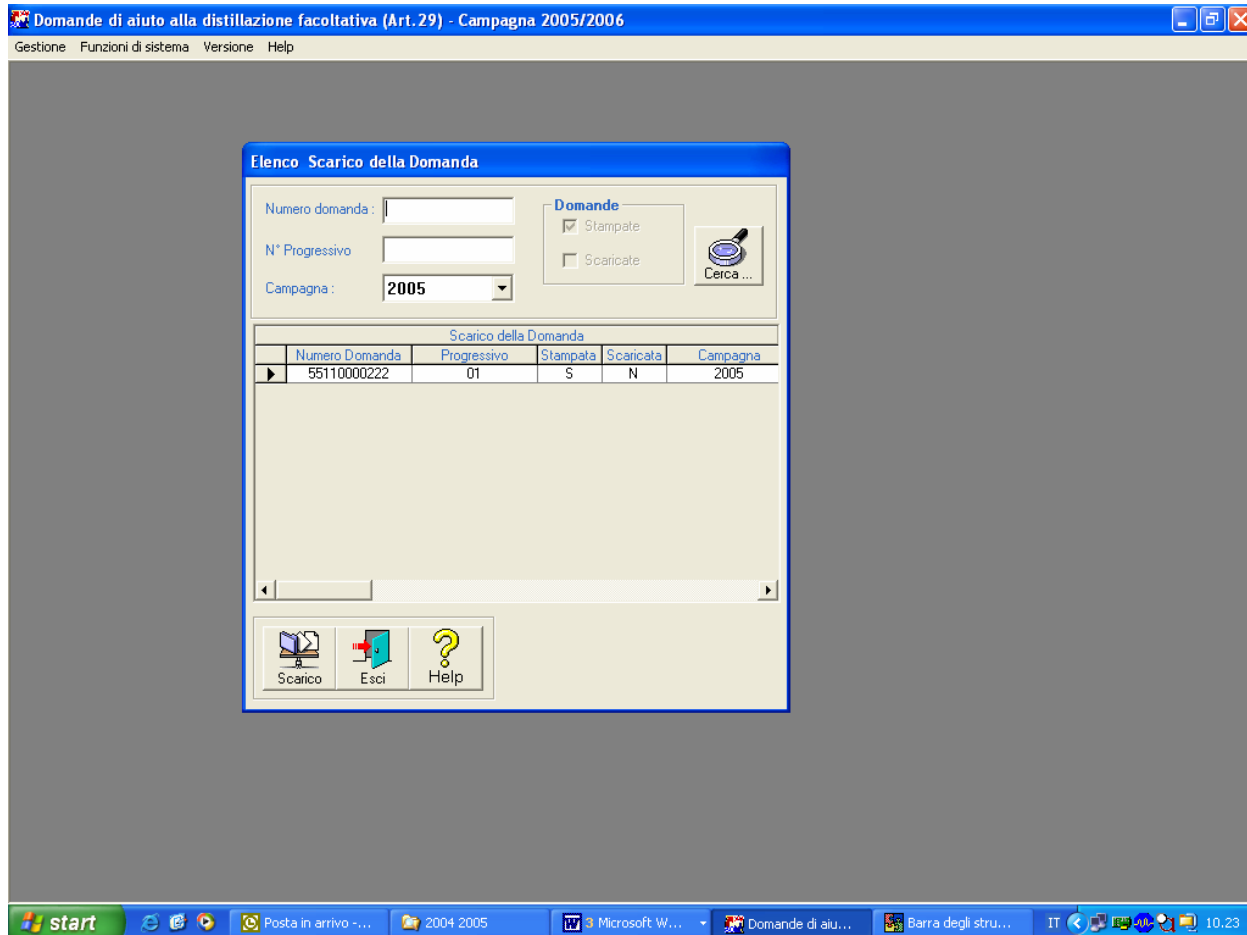 Domande di aiuto alla distillazione facoltativa (Art.29) - Campagna 2005/2006
Gestione Funzioni di sistema Versione Help
Elenco Scarico della Domanda
Numero domanda :
Domande
Stampate
N° Progressivo
Scaricate
Cerca ...
Campagna : 2005
Scarico della Domanda
Numero Domanda Progressivo Stampata Scaricata Campagna
55110000222 01 S N 2005
Scarico Esci Help
start Posta in arrivo -... 2004 2005 3 Microsoft W... Domande di aiu... Barra degli stru... IT 10.23